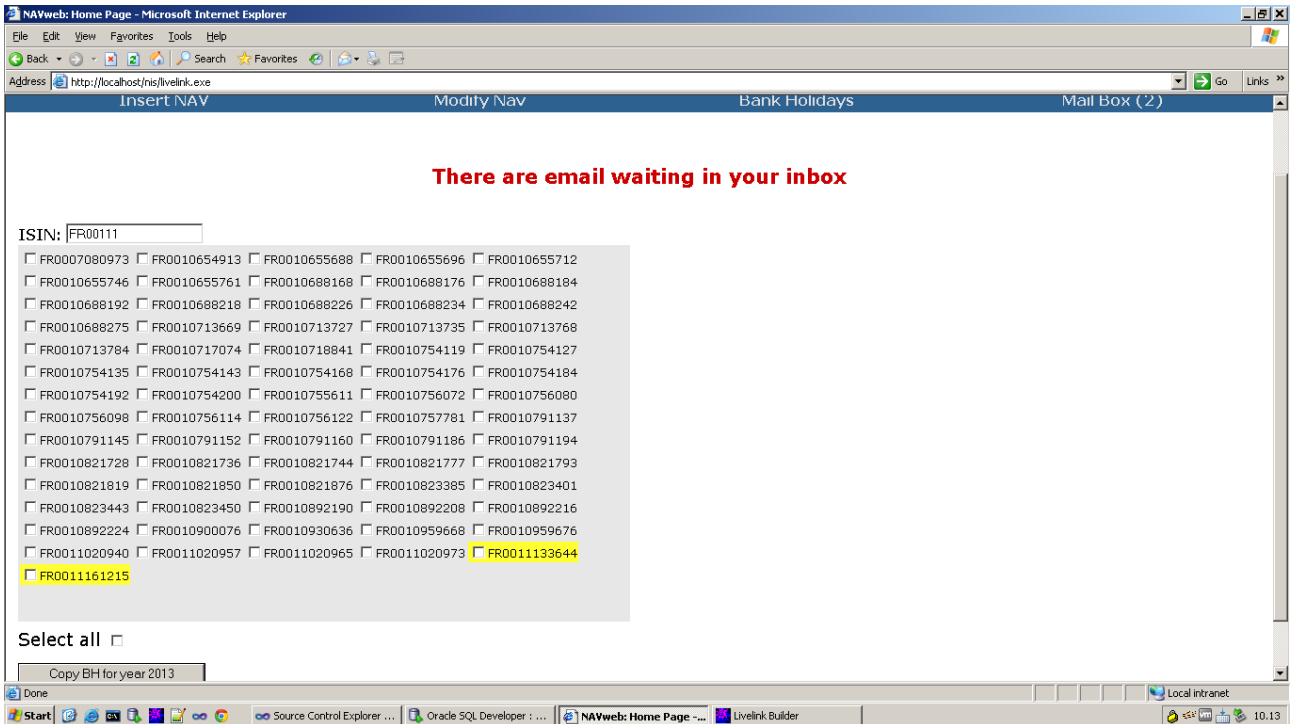 NAVweb: Home Page - Microsoft Internet Explorer
File Edit View Favorites Tools Help
Back Search Favorites
Address http://localhost/nis/livelink.exe Go Links »
Insert NAV Modify Nav Bank Holidays Mail Box (2)
There are email waiting in your inbox
ISIN: FR00111
FR0007080973 FR0010654913 FR0010655688 FR0010655696 FR0010655712
FR0010655746 FR0010655761 FR0010688168 FR0010688176 FR0010688184
FR0010688192 FR0010688218 FR0010688226 FR0010688234 FR0010688242
FR0010688275 FR0010713669 FR0010713727 FR0010713735 FR0010713768
FR0010713784 FR0010717074 FR0010718841 FR0010754119 FR0010754127
FR0010754135 FR0010754143 FR0010754168 FR0010754176 FR0010754184
FR0010754192 FR0010754200 FR0010755611 FR0010756072 FR0010756080
FR0010756098 FR0010756114 FR0010756122 FR0010757781 FR0010791137
FR0010791145 FR0010791152 FR0010791160 FR0010791186 FR0010791194
FR0010821728 FR0010821736 FR0010821744 FR0010821777 FR0010821793
FR0010821819 FR0010821850 FR0010821876 FR0010823385 FR0010823401
FR0010823443 FR0010823450 FR0010892190 FR0010892208 FR0010892216
FR0010892224 FR0010900076 FR0010930636 FR0010959668 FR0010959676
FR0011020940 FR0011020957 FR0011020965 FR0011020973 FR0011133644
FR0011161215
Select all
Copy BH for year 2013
Done Local intranet
Start Source Control Explorer ... Oracle SQL Developer : ... NAVweb: Home Page -... Livelink Builder 10.13